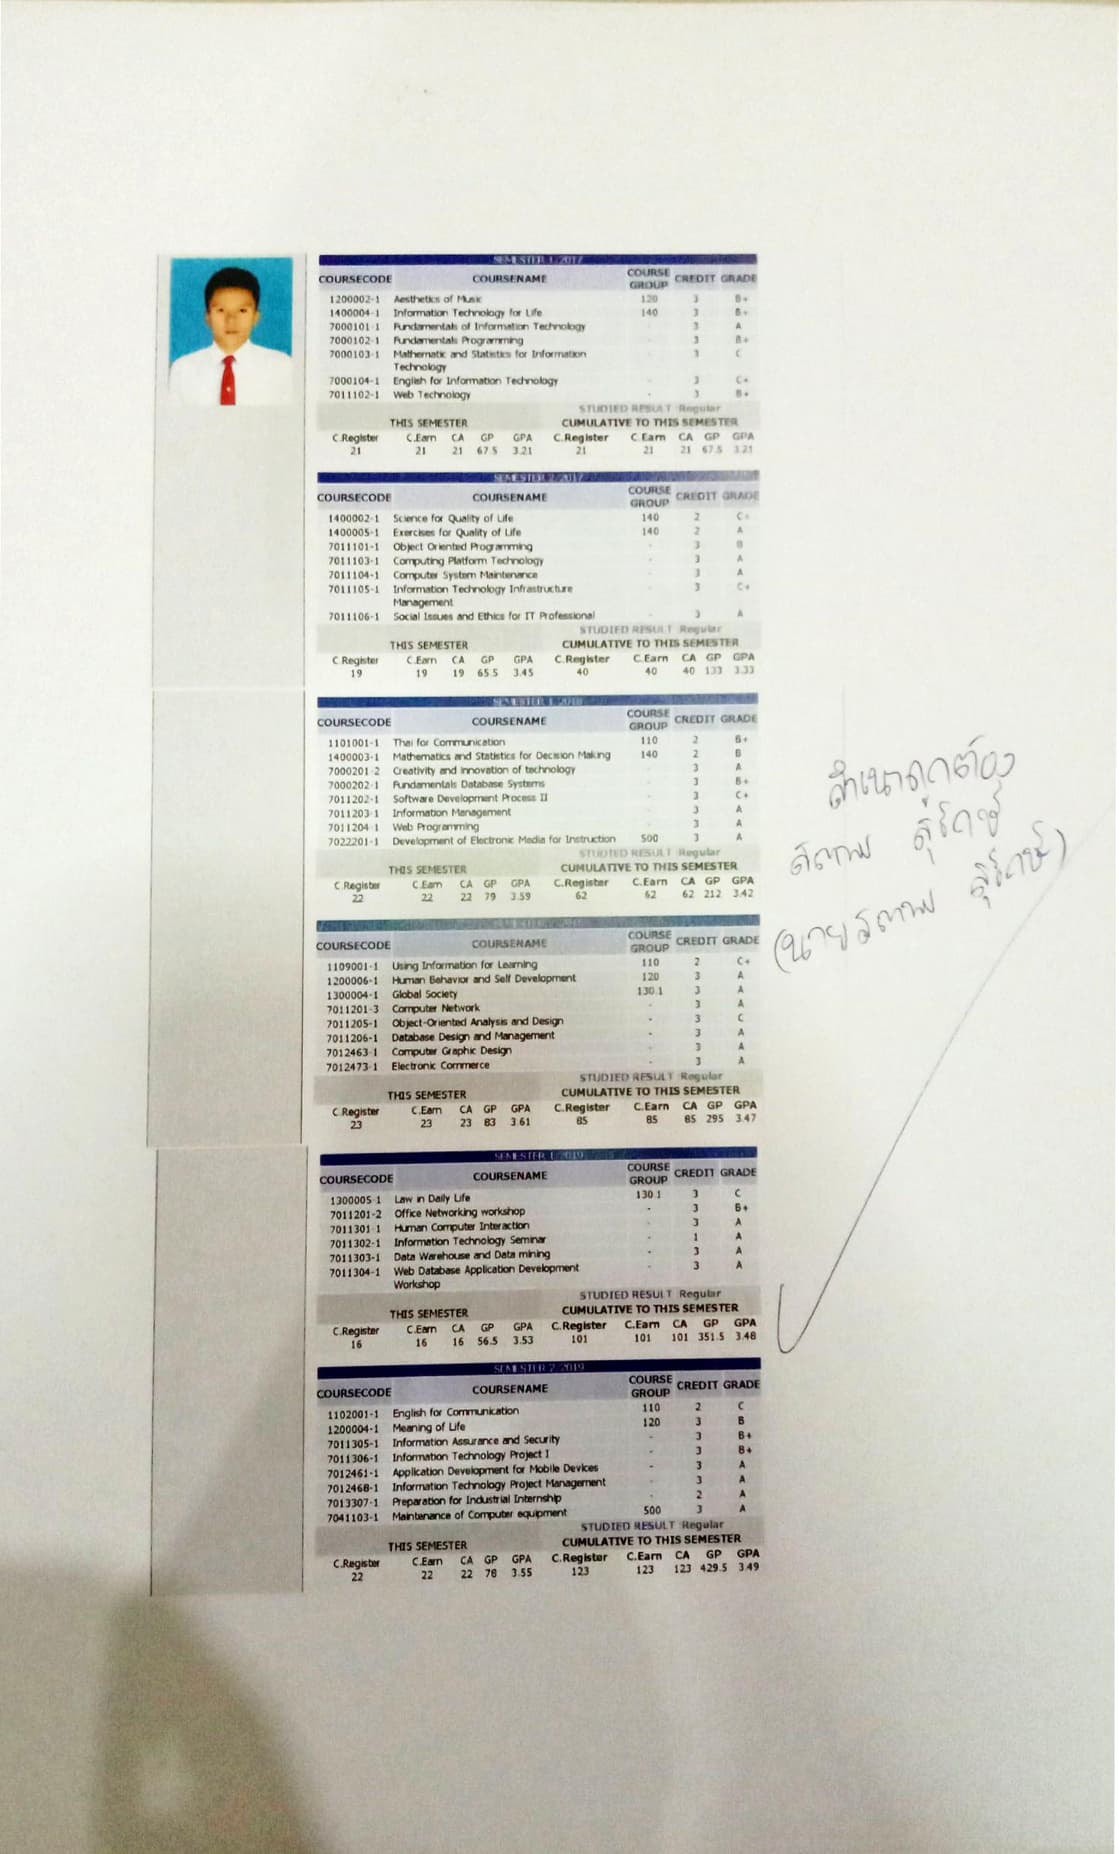 SEMESTER 1/2017
COURSECODE COURSENAME COURSE GROUP CREDIT GRADE
1200002-1 Aesthetics of Music 120 3 B+
1400004-1 Information Technology for Life 140 3 B+
7000101-1 Fundamentals of Information Technology - 3 A
7000102-1 Fundamentals Programming - 3 B+
7000103-1 Mathematic and Statistics for Information - 3 C
Technology
7000104-1 English for Information Technology - 3 C+
7011102-1 Web Technology - 3 B+
STUDIED RESULT :Regular
THIS SEMESTER CUMULATIVE TO THIS SEMESTER
C.Register C.Earn CA GP GPA C.Register C.Earn CA GP GPA
21 21 21 67.5 3.21 21 21 21 67.5 3.21
SEMESTER 2/2017
COURSECODE COURSENAME COURSE GROUP CREDIT GRADE
1400002-1 Science for Quality of Life 140 2 C+
1400005-1 Exercises for Quality of Life 140 2 A
7011101-1 Object Oriented Programming - 3 B
7011103-1 Computing Platform Technology - 3 A
7011104-1 Computer System Maintenance - 3 A
7011105-1 Information Technology Infrastructure - 3 C+
Management
7011106-1 Social Issues and Ethics for IT Professional - 3 A
STUDIED RESULT :Regular
THIS SEMESTER CUMULATIVE TO THIS SEMESTER
C.Register C.Earn CA GP GPA C.Register C.Earn CA GP GPA
19 19 19 65.5 3.45 40 40 40 133 3.33
SEMESTER 1/2018
COURSECODE COURSENAME COURSE GROUP CREDIT GRADE
1101001-1 Thai for Communication 110 2 B+
1400003-1 Mathematics and Statistics for Decision Making 140 2 B
7000201-2 Creativity and Innovation of technology - 3 A
7000202-1 Fundamentals Database Systems - 3 B+
7011202-1 Software Development Process II - 3 C+
7011203-1 Information Management - 3 A
7011204-1 Web Programming - 3 A
7022201-1 Development of Electronic Media for Instruction 500 3 A
STUDIED RESULT :Regular
THIS SEMESTER CUMULATIVE TO THIS SEMESTER
C.Register C.Earn CA GP GPA C.Register C.Earn CA GP GPA
22 22 22 79 3.59 62 62 62 212 3.42
COURSECODE COURSENAME COURSE GROUP CREDIT GRADE
1109001-1 Using Information for Learning 110 2 C+
1200006-1 Human Behavior and Self Development 120 3 A
1300004-1 Global Society 130.1 3 A
7011201-3 Computer Network - 3 A
7011205-1 Object-Oriented Analysis and Design - 3 C
7011206-1 Database Design and Management - 3 A
7012463-1 Computer Graphic Design - 3 A
7012473-1 Electronic Commerce - 3 A
STUDIED RESULT :Regular
THIS SEMESTER CUMULATIVE TO THIS SEMESTER
C.Register C.Earn CA GP GPA C.Register C.Earn CA GP GPA
23 23 23 83 3.61 85 85 85 295 3.47
SEMESTER 1/2019
COURSECODE COURSENAME COURSE GROUP CREDIT GRADE
1300005-1 Law in Daily Life 130.1 3 C
7011201-2 Office Networking workshop - 3 B+
7011301-1 Human Computer Interaction - 3 A
7011302-1 Information Technology Seminar - 1 A
7011303-1 Data Warehouse and Data mining - 3 A
7011304-1 Web Database Application Development - 3 A
Workshop
STUDIED RESULT :Regular
THIS SEMESTER CUMULATIVE TO THIS SEMESTER
C.Register C.Earn CA GP GPA C.Register C.Earn CA GP GPA
16 16 16 56.5 3.53 101 101 101 351.5 3.48
SEMESTER 2/2019
COURSECODE COURSENAME COURSE GROUP CREDIT GRADE
1102001-1 English for Communication 110 2 C
1200004-1 Meaning of Life 120 3 B
7011305-1 Information Assurance and Security - 3 B+
7011306-1 Information Technology Project I - 3 B+
7012461-1 Application Development for Mobile Devices - 3 A
7012468-1 Information Technology Project Management - 3 A
7013307-1 Preparation for Industrial Internship - 2 A
7041103-1 Maintenance of Computer equipment 500 3 A
STUDIED RESULT :Regular
THIS SEMESTER CUMULATIVE TO THIS SEMESTER
C.Register C.Earn CA GP GPA C.Register C.Earn CA GP GPA
22 22 22 78 3.55 123 123 123 429.5 3.49
สำเนาถูกต้อง